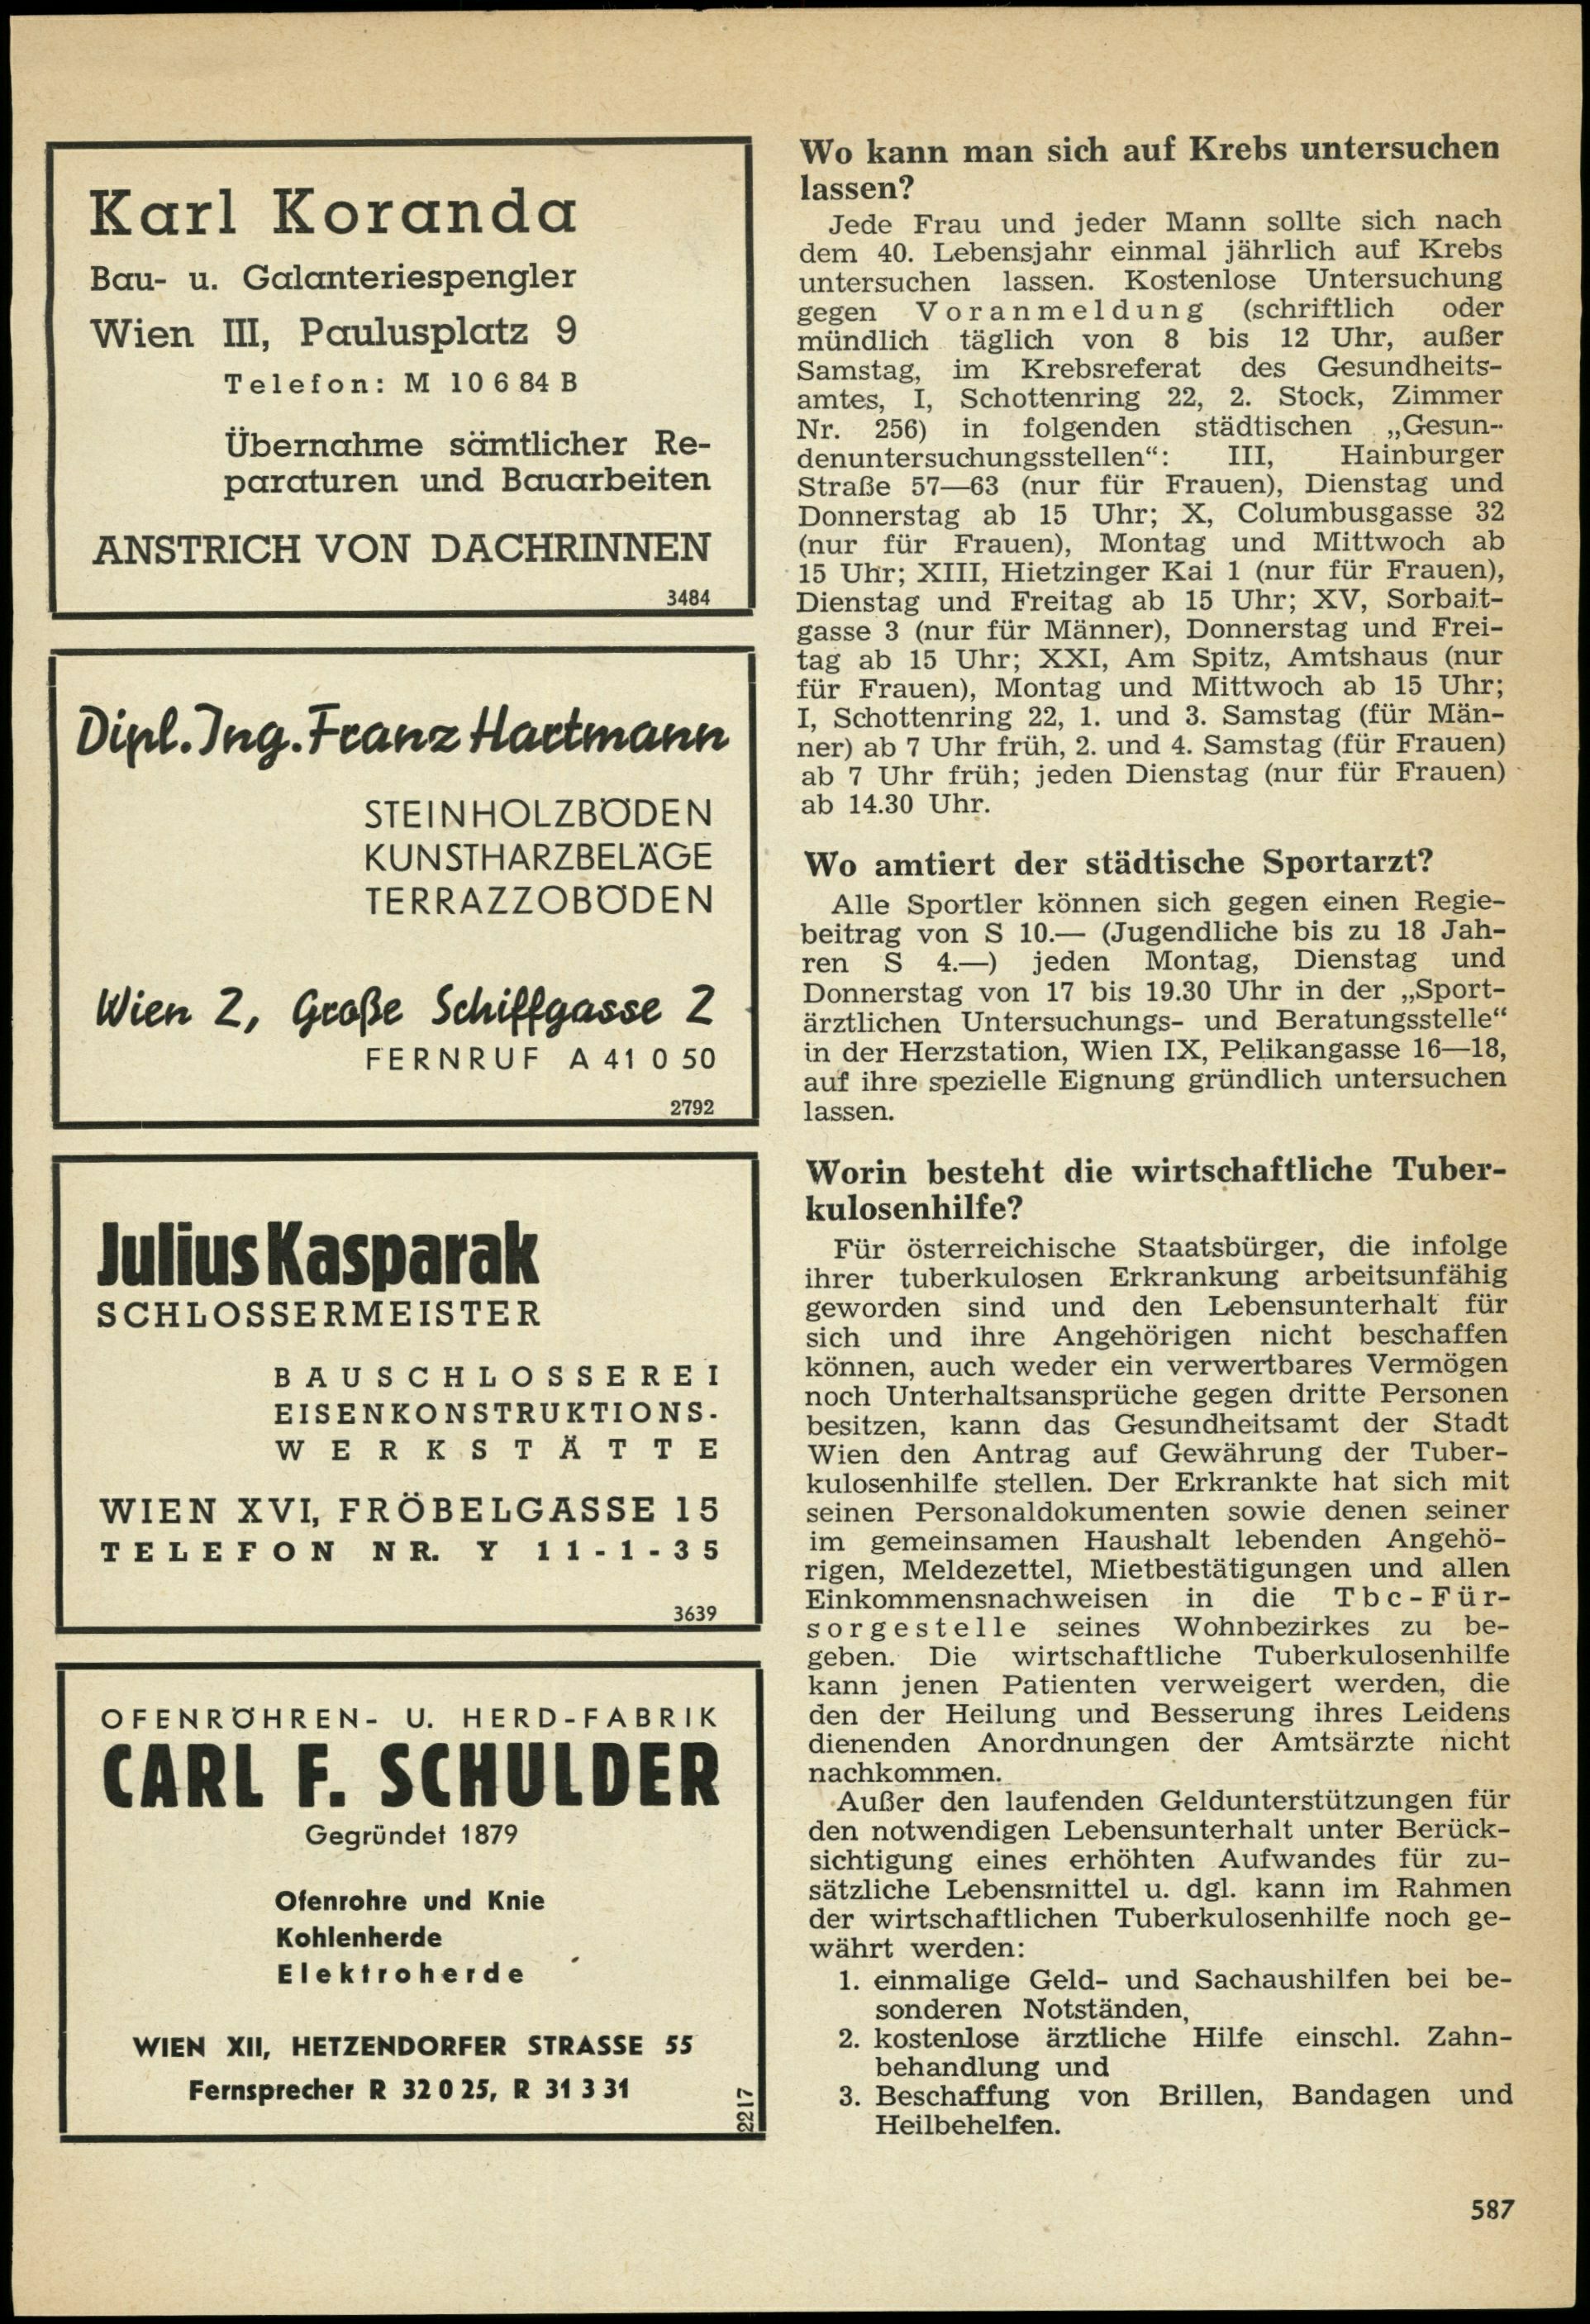 Karl Koranda
Bau- u. Galanteriespengler
Wien III, Paulusplatz 9
Telefon: M 10 6 84 B
Übernahme sämtlicher Re-
paraturen und Bauarbeiten
ANSTRICH VON DACHRINNEN
3484
Dipl. Ing. Franz Hartmann
STEINHOLZBÖDEN
KUNSTHARZBELÄGE
TERRAZZOBÖDEN
Wien 2, Große Schiffgasse 2
FERNRUF A 41 0 50
2792
Julius Kasparak
SCHLOSSERMEISTER
BAUSCHLOSSEREI
EISENKONSTRUKTIONS-
WERKSTÄTTE
WIEN XVI, FRÖBELGASSE 15
TELEFON NR. Y 11-1-35
3639
OFENRÖHREN- U. HERD-FABRIK
CARL F. SCHULDER
Gegründet 1879
Ofenrohre und Knie
Kohlenherde
Elektroherde
WIEN XII, HETZENDORFER STRASSE 55
Fernsprecher R 32 0 25, R 31 3 31
2217
Wo kann man sich auf Krebs untersuchen
lassen?
Jede Frau und jeder Mann sollte sich nach
dem 40. Lebensjahr einmal jährlich auf Krebs
untersuchen lassen. Kostenlose Untersuchung
gegen Voranmeldung (schriftlich oder
mündlich täglich von 8 bis 12 Uhr, außer
Samstag, im Krebsreferat des Gesundheits-
amtes, I, Schottenring 22, 2. Stock, Zimmer
Nr. 256) in folgenden städtischen „Gesun-
denuntersuchungsstellen“: III, Hainburger
Straße 57—63 (nur für Frauen), Dienstag und
Donnerstag ab 15 Uhr; X, Columbusgasse 32
(nur für Frauen), Montag und Mittwoch ab
15 Uhr; XIII, Hietzinger Kai 1 (nur für Frauen),
Dienstag und Freitag ab 15 Uhr; XV, Sorbait-
gasse 3 (nur für Männer), Donnerstag und Frei-
tag ab 15 Uhr; XXI, Am Spitz, Amtshaus (nur
für Frauen), Montag und Mittwoch ab 15 Uhr;
I, Schottenring 22, 1. und 3. Samstag (für Män-
ner) ab 7 Uhr früh, 2. und 4. Samstag (für Frauen)
ab 7 Uhr früh; jeden Dienstag (nur für Frauen)
ab 14.30 Uhr.
Wo amtiert der städtische Sportarzt?
Alle Sportler können sich gegen einen Regie-
beitrag von S 10.— (Jugendliche bis zu 18 Jah-
ren S 4.—) jeden Montag, Dienstag und
Donnerstag von 17 bis 19.30 Uhr in der „Sport-
ärztlichen Untersuchungs- und Beratungsstelle“
in der Herzstation, Wien IX, Pelikangasse 16—18,
auf ihre spezielle Eignung gründlich untersuchen
lassen.
Worin besteht die wirtschaftliche Tuber-
kulosenhilfe?
Für österreichische Staatsbürger, die infolge
ihrer tuberkulosen Erkrankung arbeitsunfähig
geworden sind und den Lebensunterhalt für
sich und ihre Angehörigen nicht beschaffen
können, auch weder ein verwertbares Vermögen
noch Unterhaltsansprüche gegen dritte Personen
besitzen, kann das Gesundheitsamt der Stadt
Wien den Antrag auf Gewährung der Tuber-
kulosenhilfe stellen. Der Erkrankte hat sich mit
seinen Personaldokumenten sowie denen seiner
im gemeinsamen Haushalt lebenden Angehö-
rigen, Meldezettel, Mietbestätigungen und allen
Einkommensnachweisen in die Tbc-Für-
sorgestelle seines Wohnbezirkes zu be-
geben. Die wirtschaftliche Tuberkulosenhilfe
kann jenen Patienten verweigert werden, die
den der Heilung und Besserung ihres Leidens
dienenden Anordnungen der Amtsärzte nicht
nachkommen.
Außer den laufenden Geldunterstützungen für
den notwendigen Lebensunterhalt unter Berück-
sichtigung eines erhöhten Aufwandes für zu-
sätzliche Lebensmittel u. dgl. kann im Rahmen
der wirtschaftlichen Tuberkulosenhilfe noch ge-
währt werden:
1. einmalige Geld- und Sachaushilfen bei be-
sonderen Notständen,
2. kostenlose ärztliche Hilfe einschl. Zahn-
behandlung und
3. Beschaffung von Brillen, Bandagen und
Heilbehelfen.
587